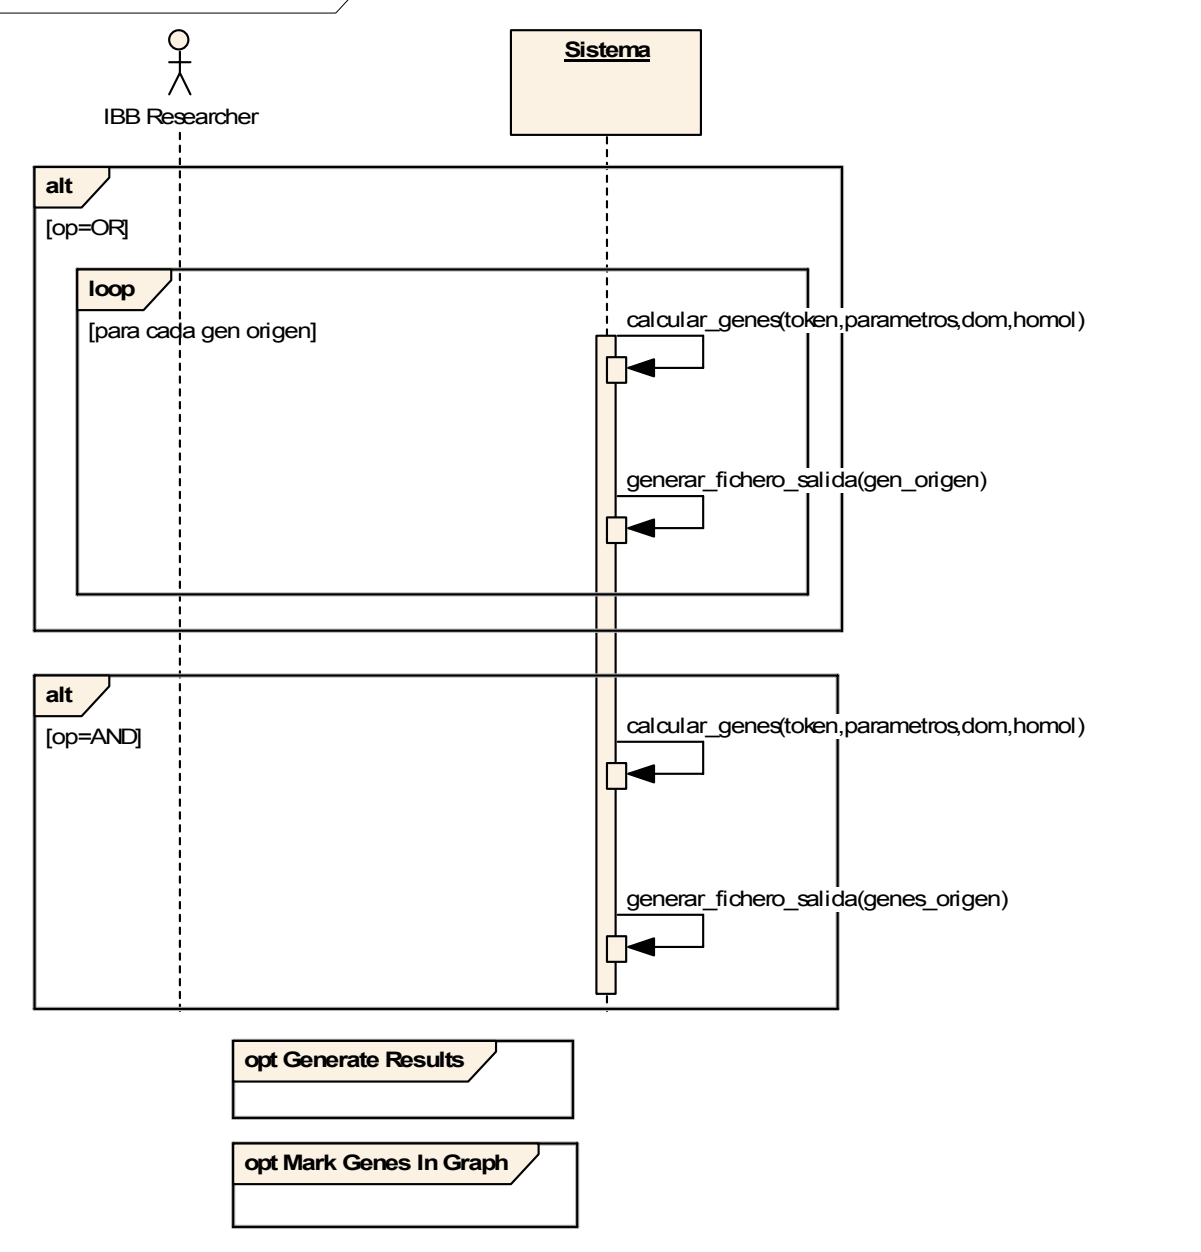 IBB Researcher
Sistema
alt
[op=OR]
loop
[para cada gen origen]
calcular_genes(token,parametros,dom,homol)
generar_fichero_salida(gen_origen)
alt
[op=AND]
calcular_genes(token,parametros,dom,homol)
generar_fichero_salida(genes_origen)
opt Generate Results
opt Mark Genes In Graph